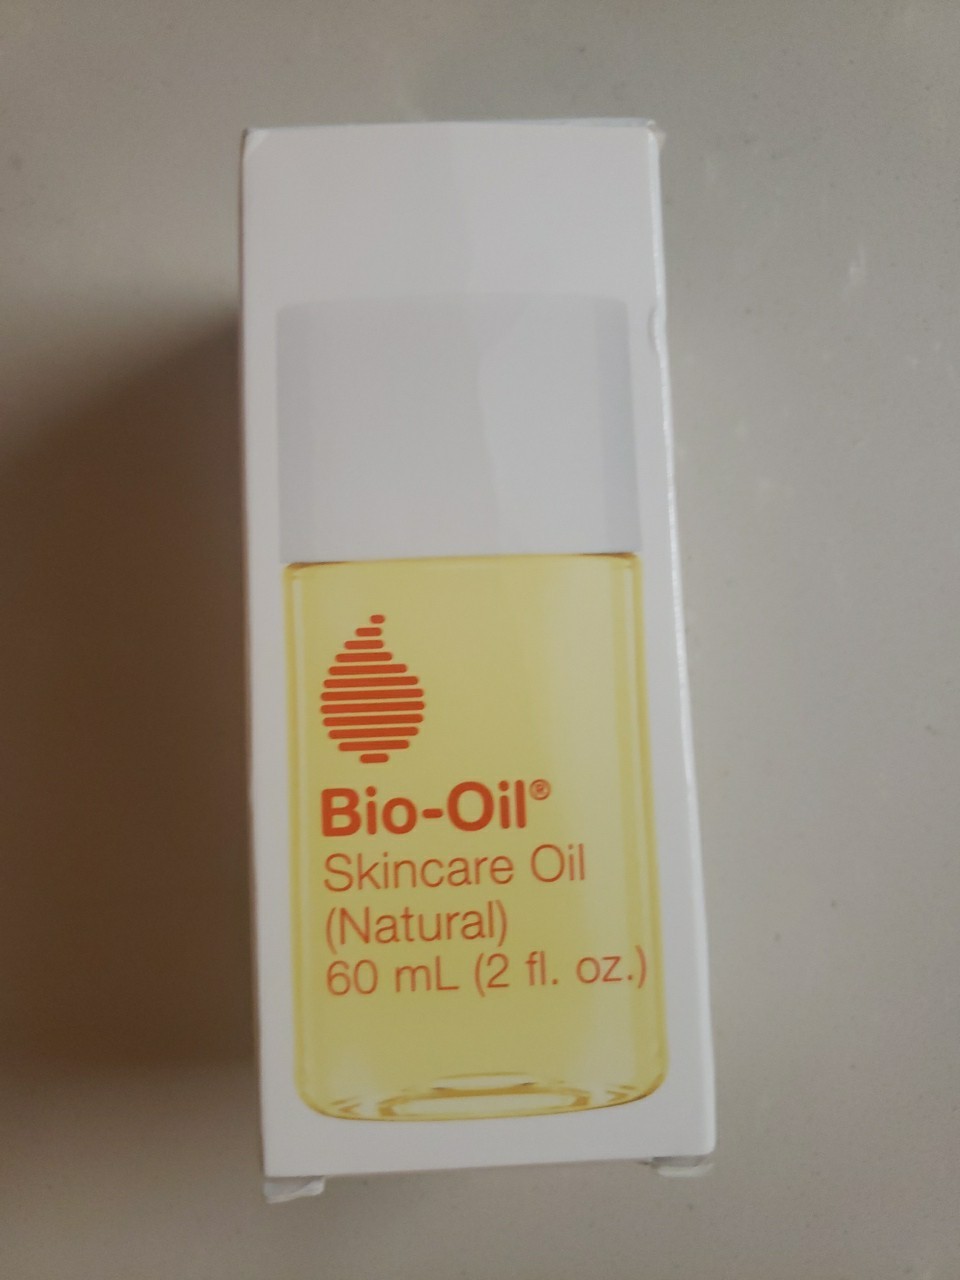 Bio-Oil®
Skincare Oil
(Natural)
60 mL (2 fl. oz.)